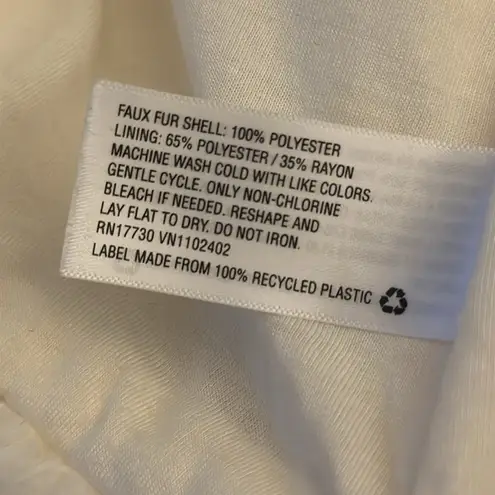 FAUX FUR SHELL: 100% POLYESTER
LINING: 65% POLYESTER / 35% RAYON
MACHINE WASH COLD WITH LIKE COLORS.
GENTLE CYCLE. ONLY NON-CHLORINE
BLEACH IF NEEDED. RESHAPE AND
LAY FLAT TO DRY. DO NOT IRON.
RN17730 VN1102402
LABEL MADE FROM 100% RECYCLED PLASTIC